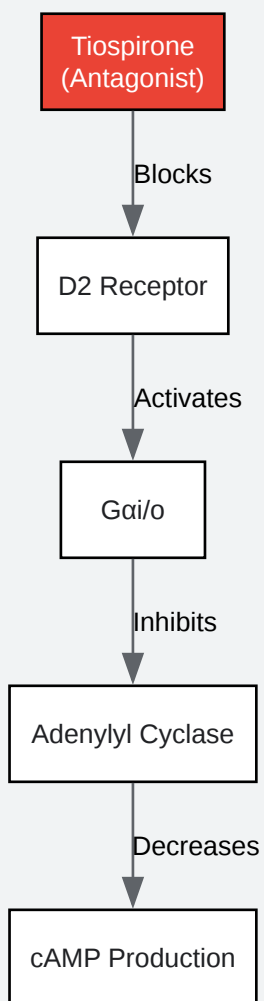 Tiospirone
(Antagonist)
Blocks
D2 Receptor
Activates
Gαi/o
Inhibits
Adenylyl Cyclase
Decreases
cAMP Production